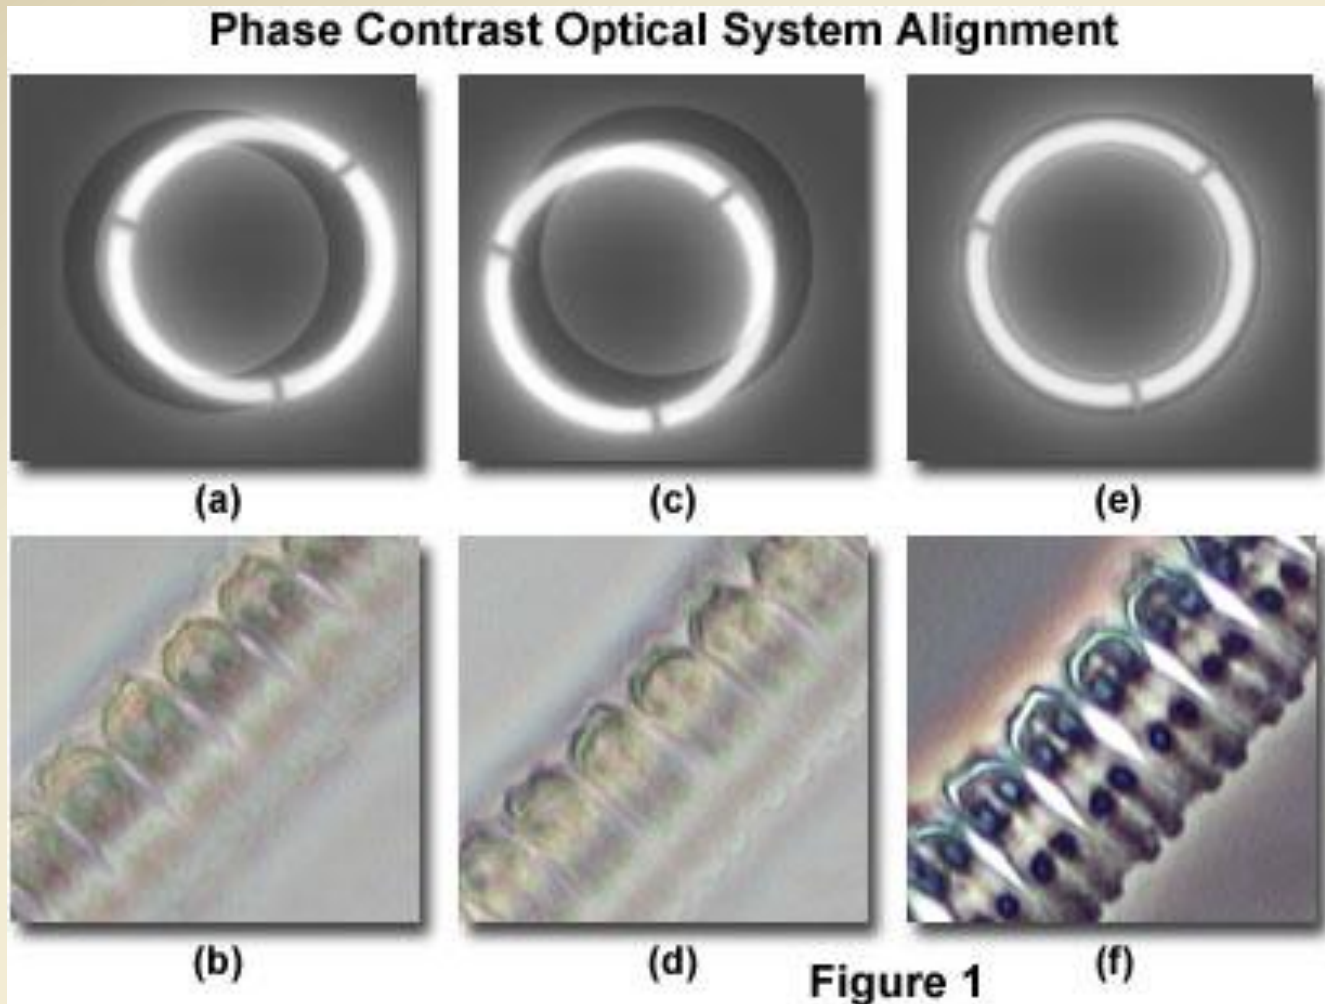 Phase Contrast Optical System Alignment
(a) (c) (e)
(b) (d) (f)
Figure 1